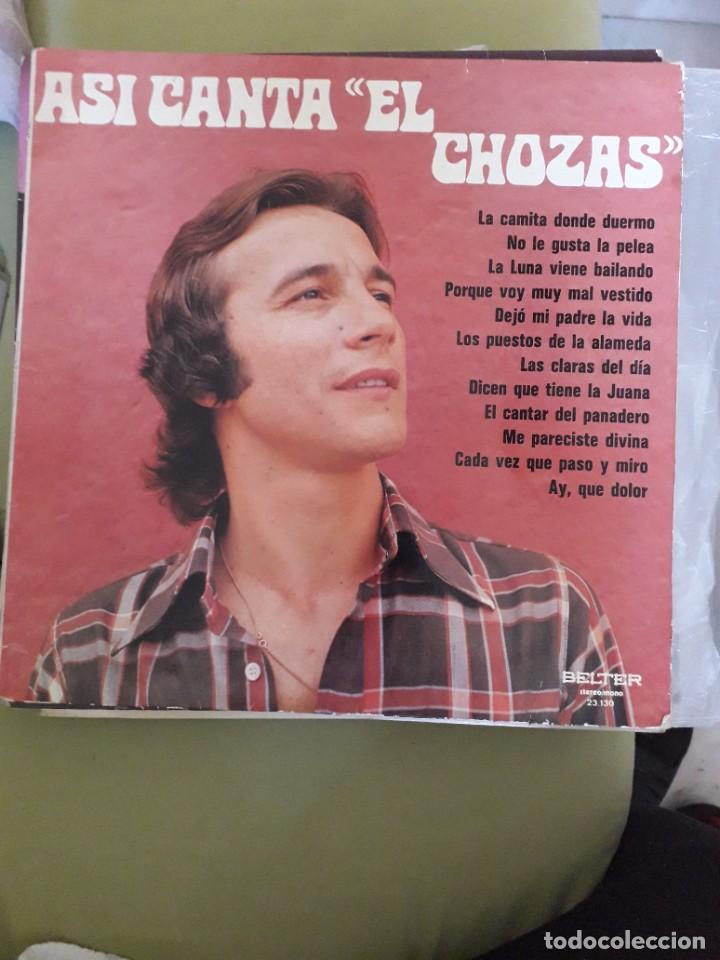 ASI CANTA «EL
CHOZAS»
La camita donde duermo
No le gusta la pelea
La Luna viene bailando
Porque voy muy mal vestido
Dejó mi padre la vida
Los puestos de la alameda
Las claras del día
Dicen que tiene la Juana
El cantar del panadero
Me pareciste divina
Cada vez que paso y miro
Ay, que dolor
BELTER
stereo/mono
23.130
todocoleccion